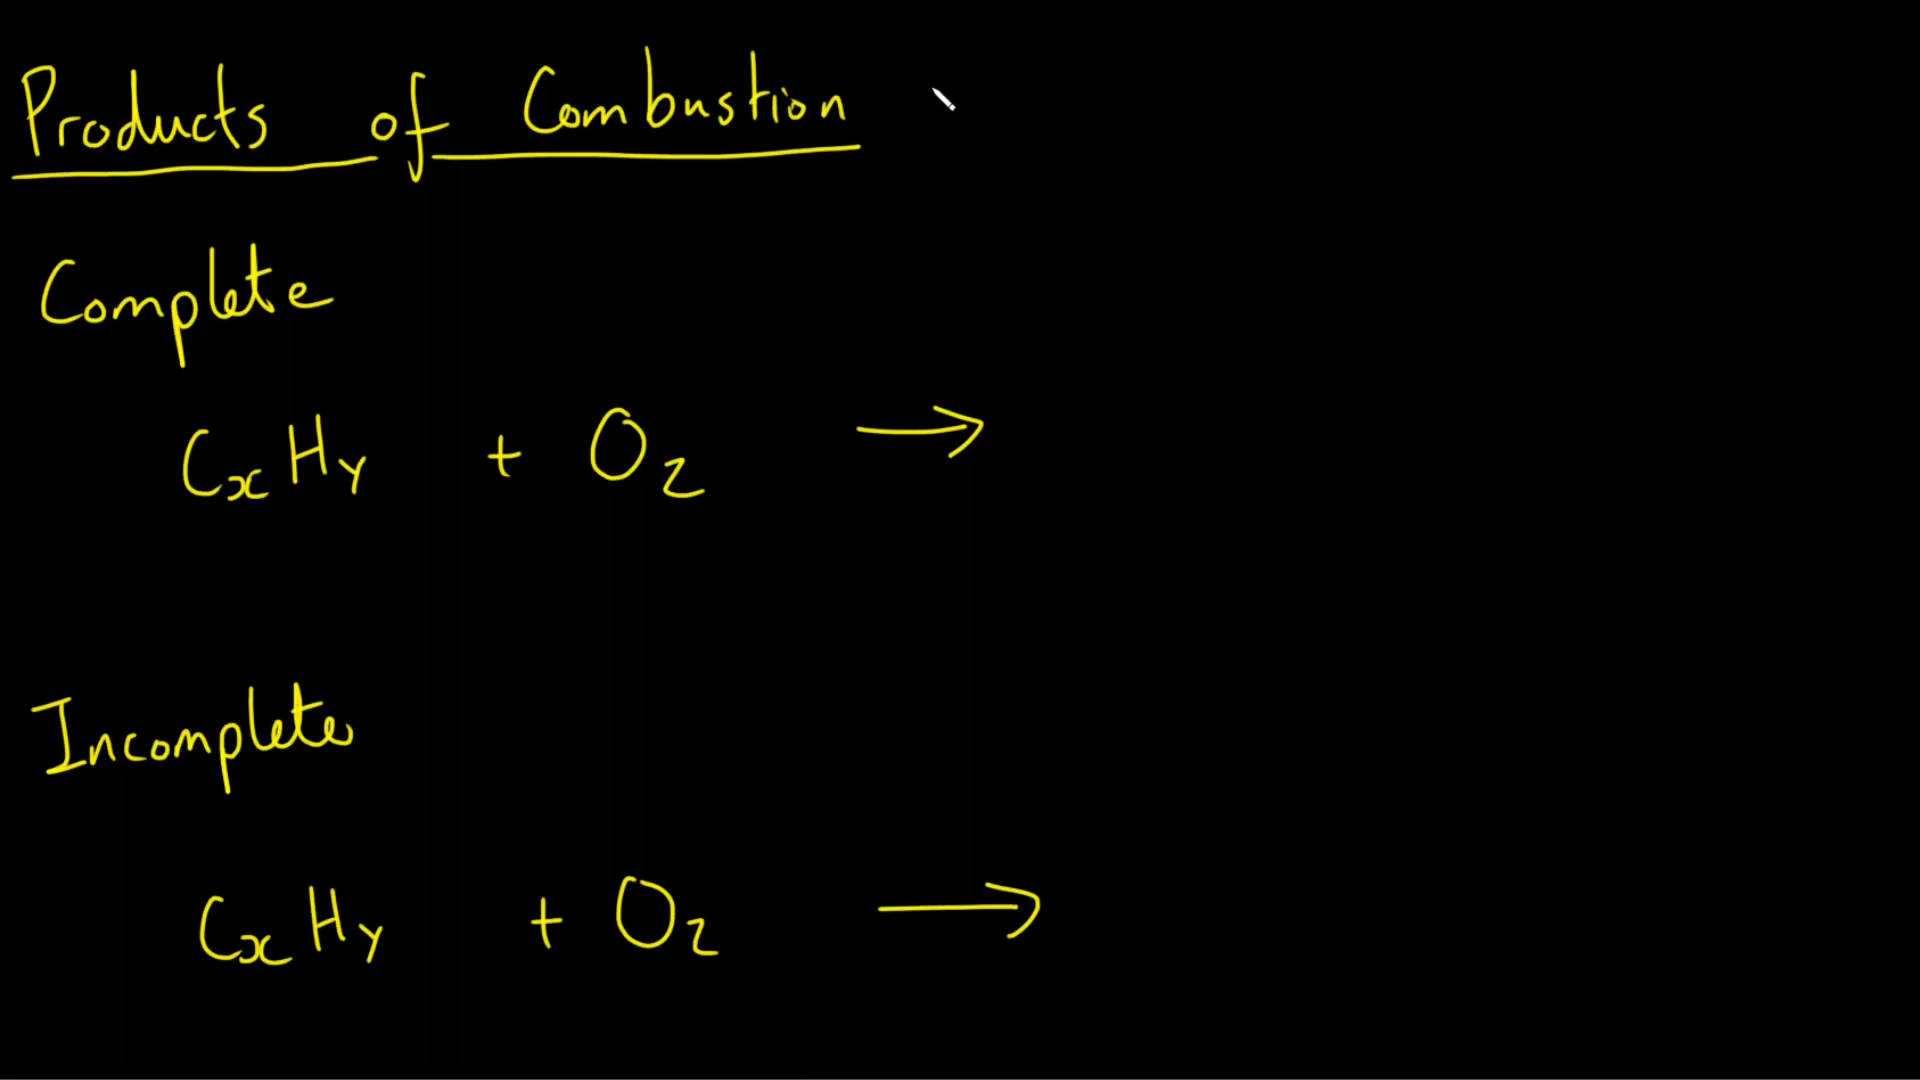 Products of Combustion
Complete
CxHy + O2 →
Incomplete
CxHy + O2 →